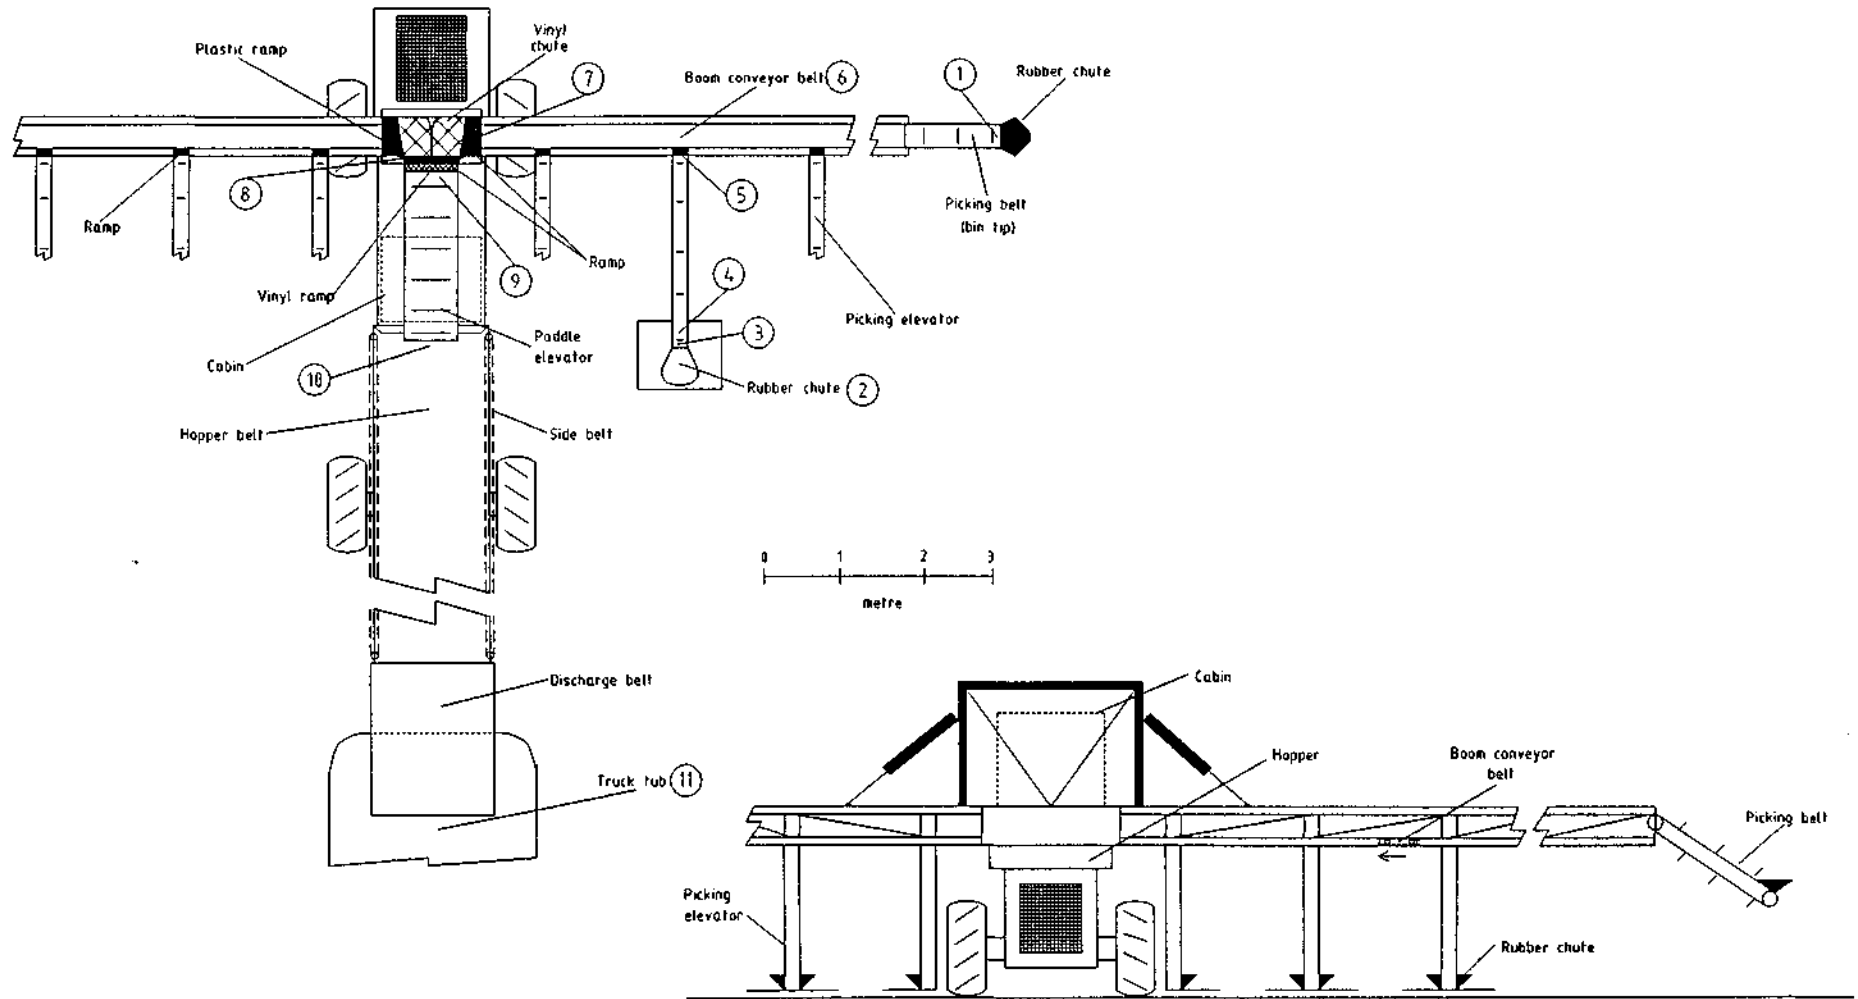 Vinyl
chute
Plastic ramp
7
Boom conveyor belt 6
1
Rubber chute
8
5
Picking belt
(bin tip)
Ramp
Ramp
9
4
Vinyl ramp
Picking elevator
Paddle
elevator
3
Cabin
10
Rubber chute 2
Hopper belt
Side belt
0 1 2 3
metre
Discharge belt
Cabin
Hopper
Boom conveyor
belt
Truck tub 11
Picking belt
Picking
elevator
Rubber chute